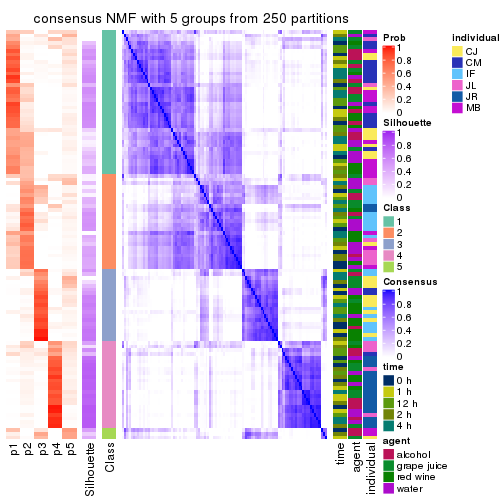 consensus NMF with 5 groups from 250 partitions
p1
p2
p3
p4
p5
Silhouette
Class
time
agent
individual
Prob
1
0.8
0.6
0.4
0.2
0
Silhouette
1
0.8
0.6
0.4
0.2
0
Class
1
2
3
4
5
Consensus
1
0.8
0.6
0.4
0.2
0
time
0 h
1 h
12 h
2 h
4 h
agent
alcohol
grape juice
red wine
water
individual
CJ
CM
IF
JL
JR
MB